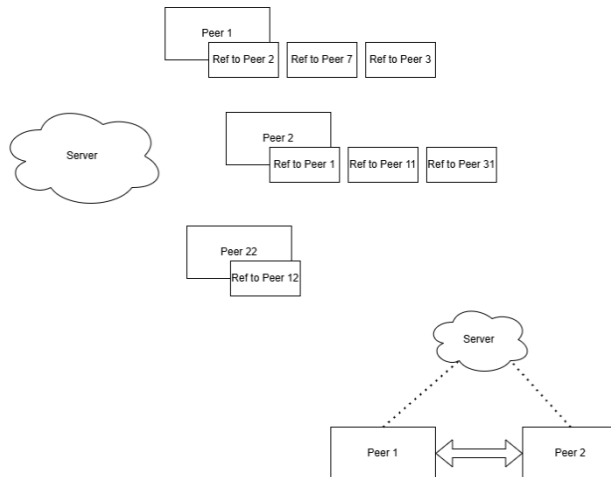 Peer 1
Ref to Peer 2 Ref to Peer 7 Ref to Peer 3
Peer 2
Server
Ref to Peer 1 Ref to Peer 11 Ref to Peer 31
Peer 22
Ref to Peer 12
Server
Peer 1 Peer 2